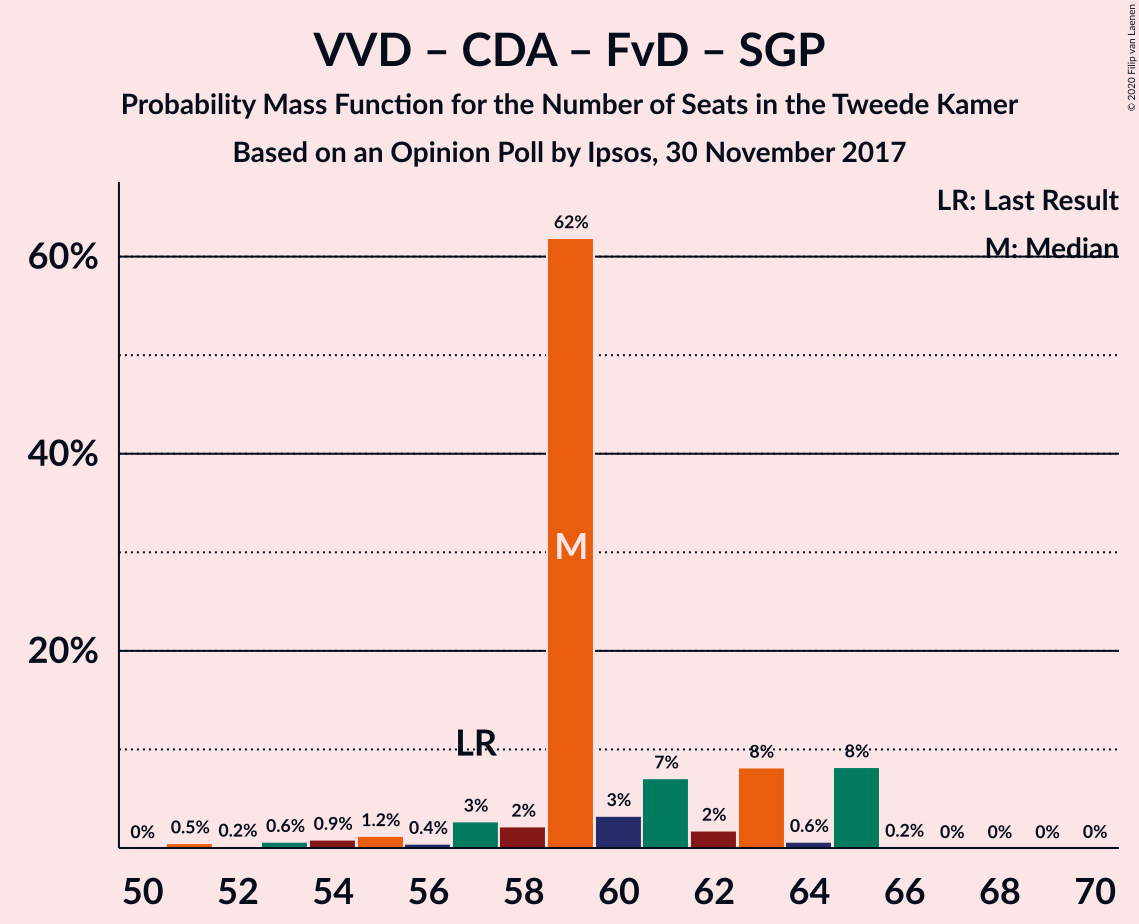 VVD – CDA – FvD – SGP
Probability Mass Function for the Number of Seats in the Tweede Kamer
Based on an Opinion Poll by Ipsos, 30 November 2017
© 2020 Filip van Laenen
LR: Last Result
M: Median
60%
40%
20%
62%
M
LR
0% 0.5% 0.2% 0.6% 0.9% 1.2% 0.4% 3% 2% 3% 7% 2% 8% 0.6% 8% 0.2% 0% 0% 0% 0%
50 52 54 56 58 60 62 64 66 68 70